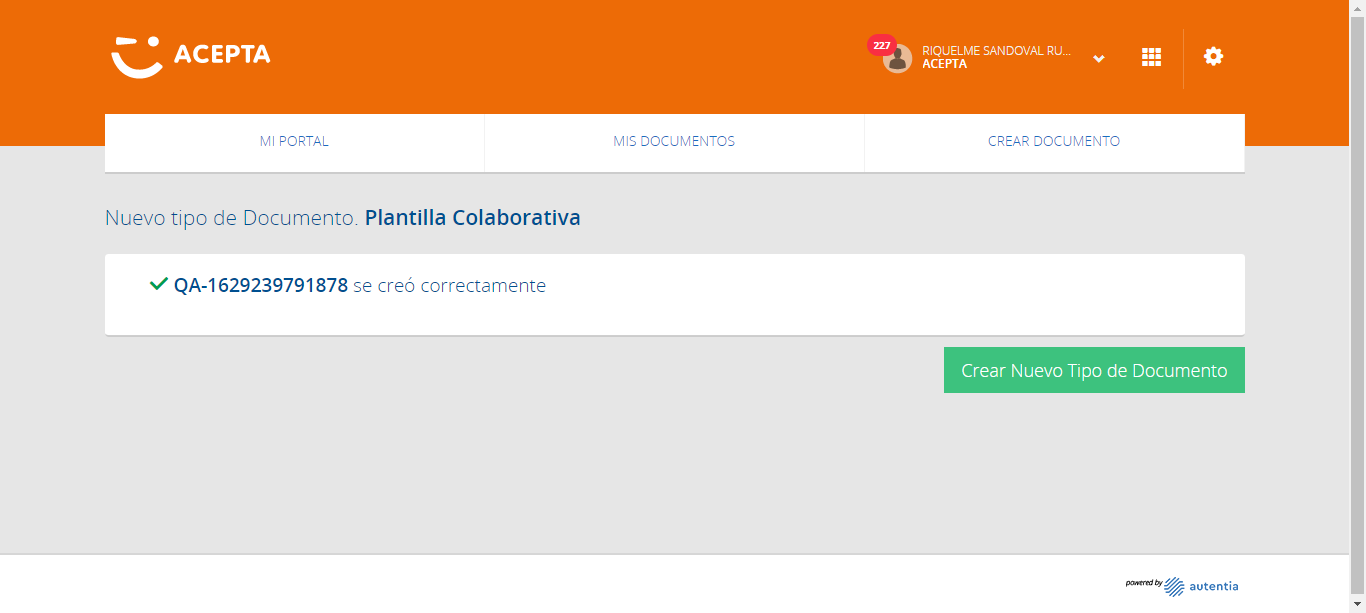 ACEPTA
227
RIQUELME SANDOVAL RU...
ACEPTA
MI PORTAL
MIS DOCUMENTOS
CREAR DOCUMENTO
Nuevo tipo de Documento. Plantilla Colaborativa
QA-1629239791878 se creó correctamente
Crear Nuevo Tipo de Documento
powered by autentia